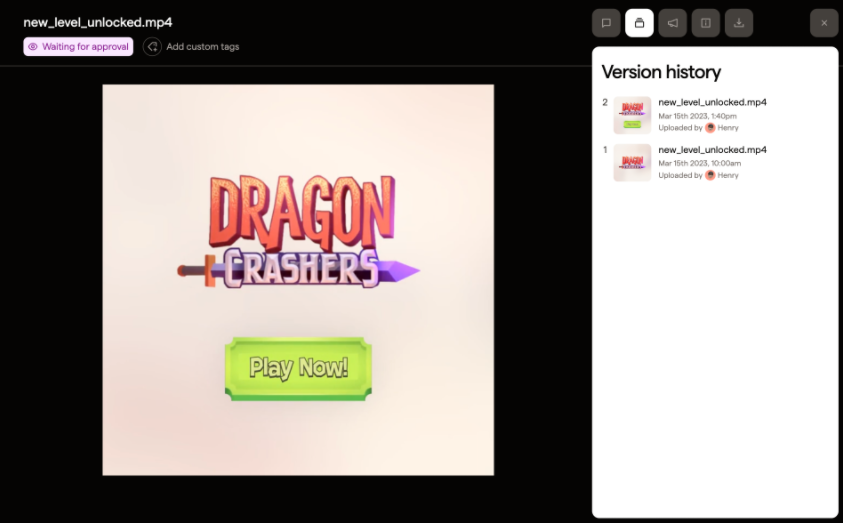 new_level_unlocked.mp4
Waiting for approval
Add custom tags
DRAGON
CRASHERS
Play Now!
Version history
2
new_level_unlocked.mp4
Mar 15th 2023, 1:40pm
Uploaded by Henry
1
new_level_unlocked.mp4
Mar 15th 2023, 10:00am
Uploaded by Henry